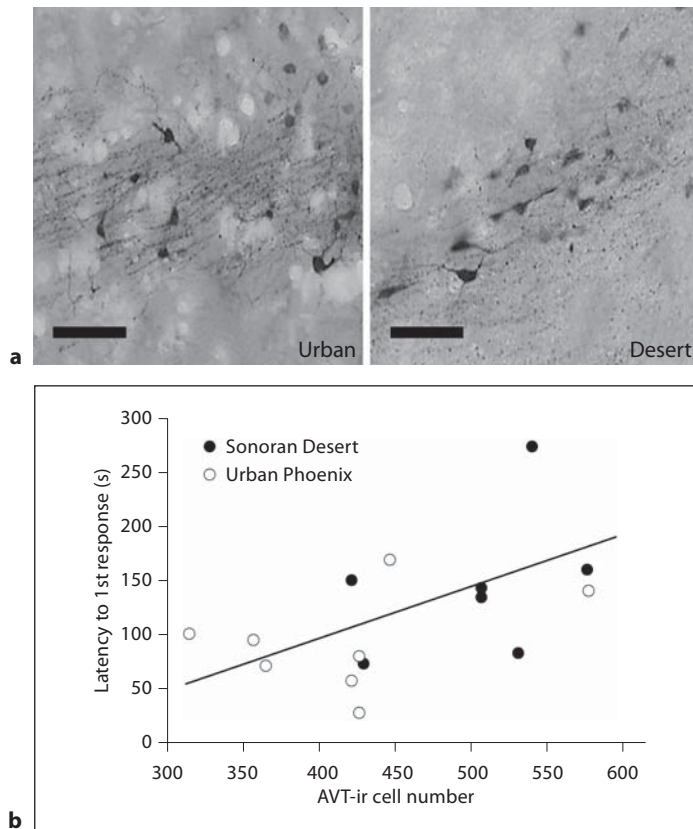 Urban
Desert
a
300
250
200
150
100
50
0
Latency to 1st response (s)
Sonoran Desert
Urban Phoenix
300 350 400 450 500 550 600
AVT-ir cell number
b